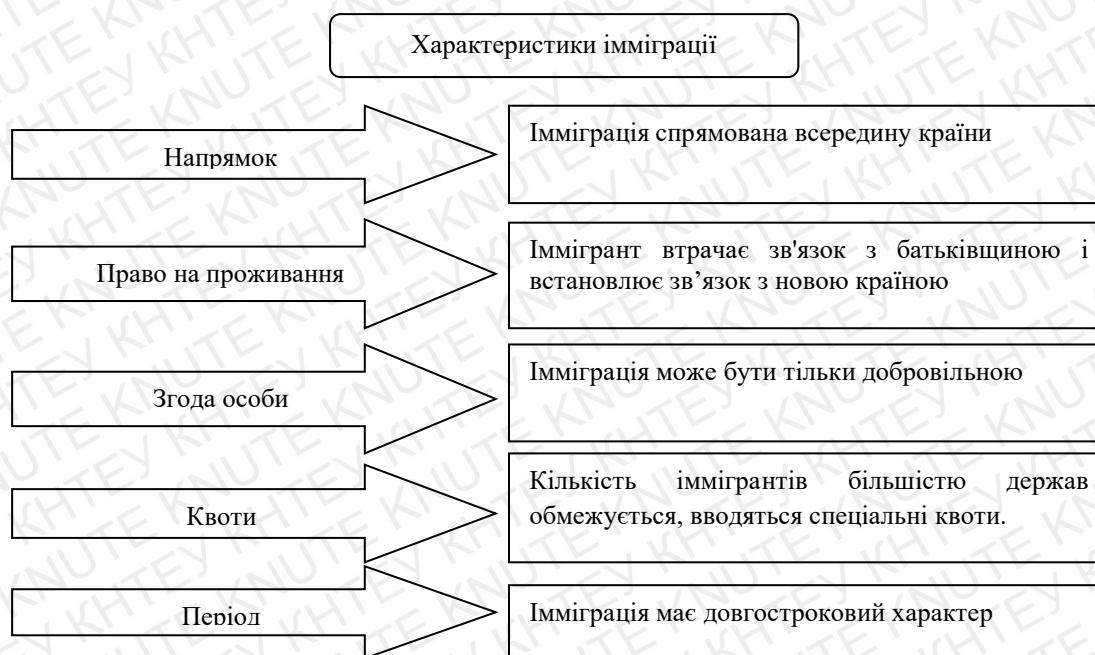 Характеристики імміграції
Напрямок
Імміграція спрямована всередину країни
Право на проживання
Іммігрант втрачає зв'язок з батьківщиною і
встановлює зв’язок з новою країною
Згода особи
Імміграція може бути тільки добровільною
Квоти
Кількість іммігрантів більшістю держав
обмежується, вводяться спеціальні квоти.
Період
Імміграція має довгостроковий характер